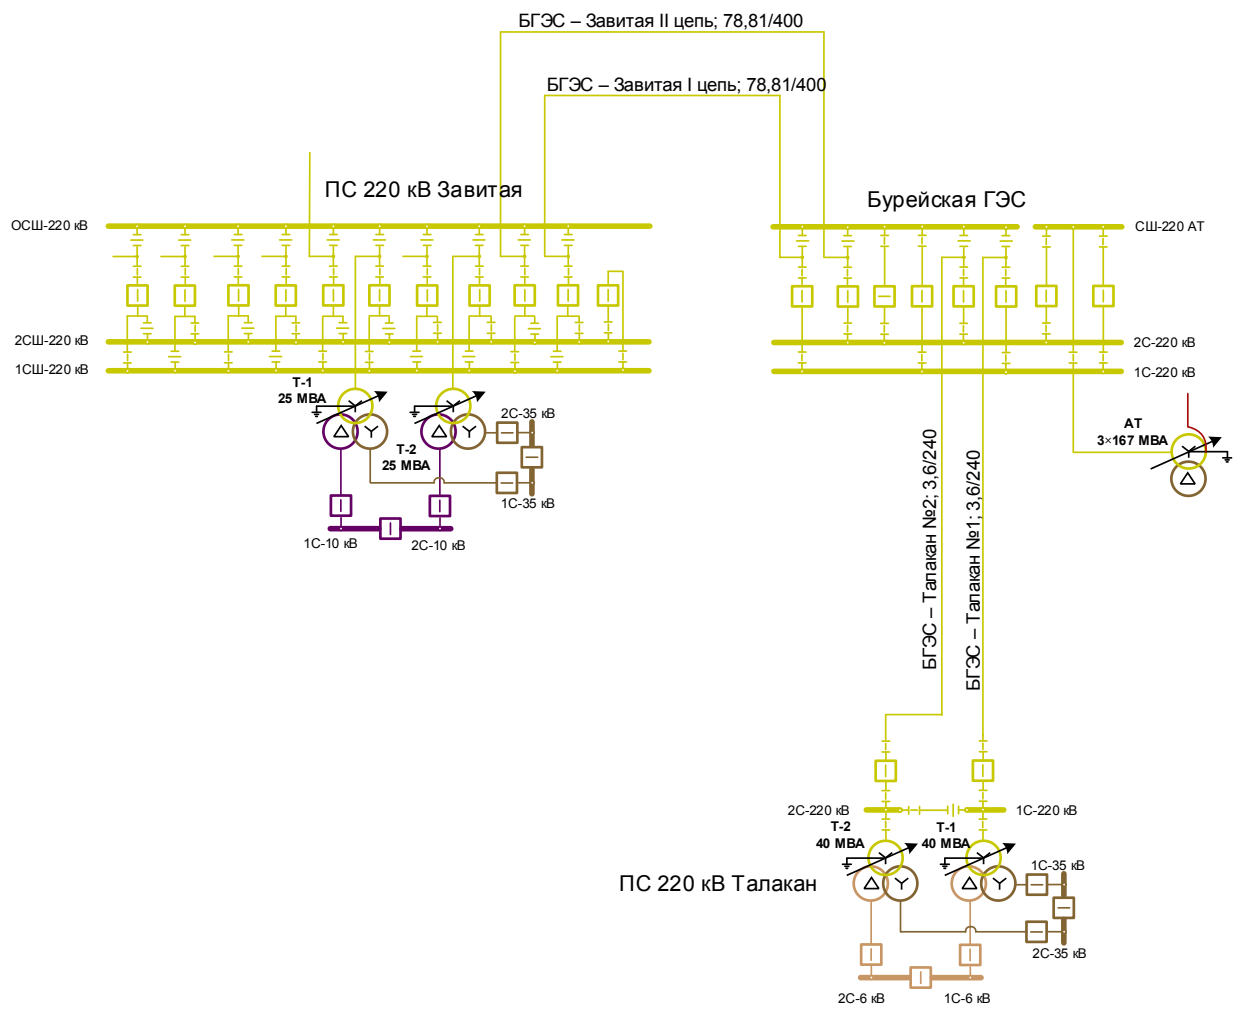 БГЭС – Завитая II цепь; 78,81/400
БГЭС – Завитая I цепь; 78,81/400
ПС 220 кВ Завитая
Бурейская ГЭС
ОСШ-220 кВ
СШ-220 АТ
2СШ-220 кВ
2С-220 кВ
1СШ-220 кВ
1С-220 кВ
Т-1
25 МВА
2С-35 кВ
АТ
3×167 МВА
Т-2
25 МВА
1С-35 кВ
1С-10 кВ
2С-10 кВ
БГЭС – Талакан №2; 3,6/240
БГЭС – Талакан №1; 3,6/240
2С-220 кВ
1С-220 кВ
Т-2
40 МВА
Т-1
40 МВА
1С-35 кВ
ПС 220 кВ Талакан
2С-35 кВ
2С-6 кВ
1С-6 кВ